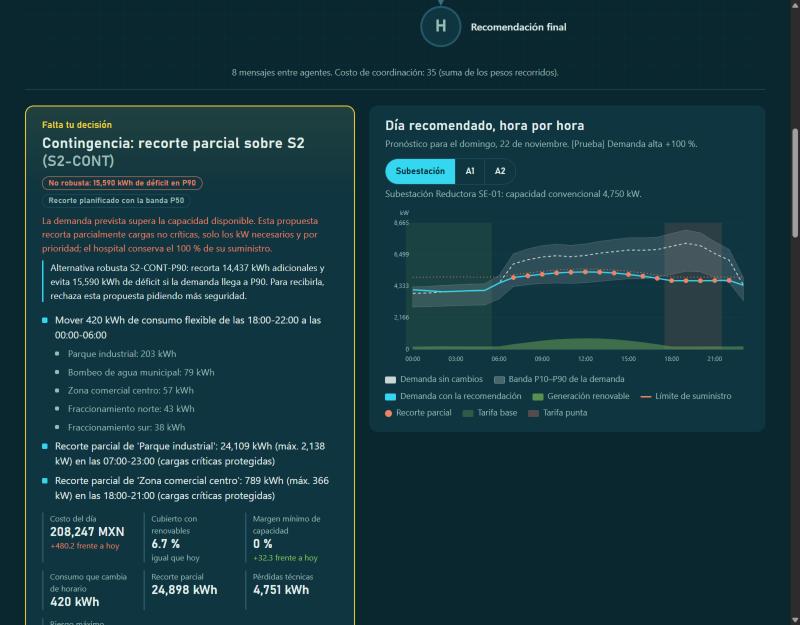 H
Recomendación final
8 mensajes entre agentes. Costo de coordinación: 35 (suma de los pesos recorridos).
Falta tu decisión
Contingencia: recorte parcial sobre S2
(S2-CONT)
No robusta: 15,590 kWh de déficit en P90
Recorte planificado con la banda P50
La demanda prevista supera la capacidad disponible. Esta propuesta
recorta parcialmente cargas no críticas, solo los kW necesarios y por
prioridad; el hospital conserva el 100 % de su suministro.
Alternativa robusta S2-CONT-P90: recorta 14,437 kWh adicionales y
evita 15,590 kWh de déficit si la demanda llega a P90. Para recibirla,
rechaza esta propuesta pidiendo más seguridad.
Mover 420 kWh de consumo flexible de las 18:00-22:00 a las
00:00-06:00
Parque industrial: 203 kWh
Bombeo de agua municipal: 79 kWh
Zona comercial centro: 57 kWh
Fraccionamiento norte: 43 kWh
Fraccionamiento sur: 38 kWh
Recorte parcial de 'Parque industrial': 24,109 kWh (máx. 2,138
kW) en las 07:00-23:00 (cargas críticas protegidas)
Recorte parcial de 'Zona comercial centro': 789 kWh (máx. 366
kW) en las 18:00-21:00 (cargas críticas protegidas)
Costo del día
208,247 MXN
+480.2 frente a hoy
Cubierto con
renovables
6.7 %
igual que hoy
Margen mínimo de
capacidad
0 %
+32.3 frente a hoy
Consumo que cambia
de horario
420 kWh
Recorte parcial
24,898 kWh
Pérdidas técnicas
4,751 kWh
Riesgo máximo
Día recomendado, hora por hora
Pronóstico para el domingo, 22 de noviembre. [Prueba] Demanda alta +100 %.
Subestación
A1
A2
Subestación Reductora SE-01: capacidad convencional 4,750 kW.
kW
8,665
6,499
4,333
2,166
0
00:00
03:00
06:00
09:00
12:00
15:00
18:00
21:00
Demanda sin cambios
Banda P10–P90 de la demanda
Demanda con la recomendación
Generación renovable
Límite de suministro
Recorte parcial
Tarifa base
Tarifa punta